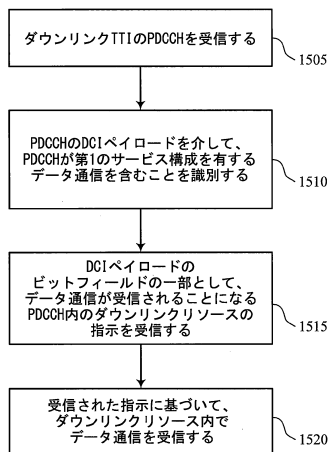 ダウンリンクTTIのPDCCHを受信する
1505
PDCCHのDCIペイロードを介して、
PDCCHが第1のサービス構成を有する
データ通信を含むことを識別する
1510
DCIペイロードの
ビットフィールドの一部として、
データ通信が受信されることになる
PDCCH内のダウンリンクリソースの
指示を受信する
1515
受信された指示に基づいて、
ダウンリンクリソース内で
データ通信を受信する
1520